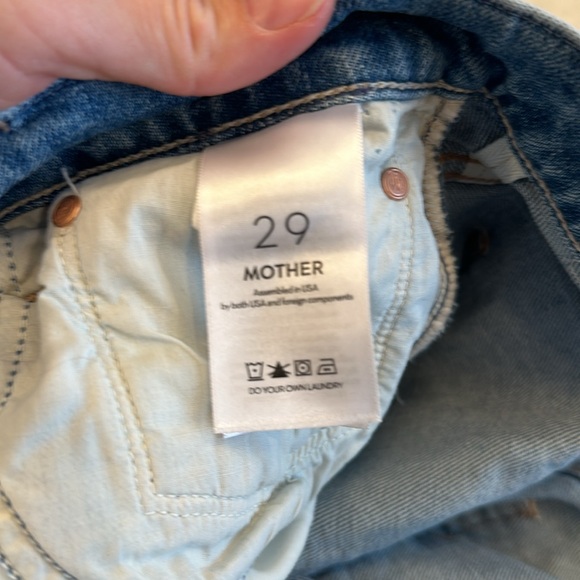 29
MOTHER
Assembled in USA
by both USA and foreign components
DO YOUR OWN LAUNDRY